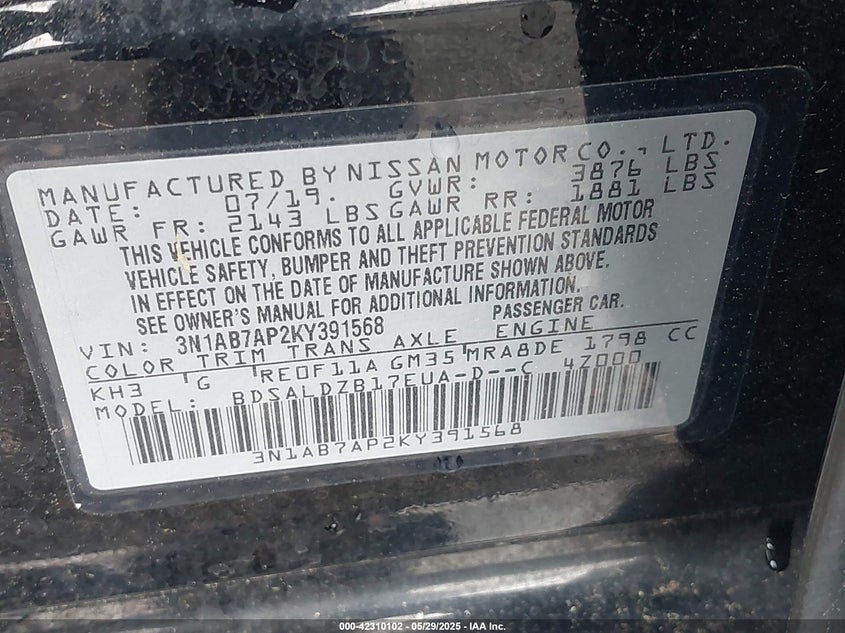 MANUFACTURED BY NISSAN MOTOR CO., LTD.
DATE: 07/19. GVWR: 3876 LBS
GAWR FR: 2143 LBS GAWR RR: 1881 LBS
THIS VEHICLE CONFORMS TO ALL APPLICABLE FEDERAL MOTOR
VEHICLE SAFETY, BUMPER AND THEFT PREVENTION STANDARDS
IN EFFECT ON THE DATE OF MANUFACTURE SHOWN ABOVE.
SEE OWNER'S MANUAL FOR ADDITIONAL INFORMATION.
VIN: 3N1AB7AP2KY391568 PASSENGER CAR.
COLOR TRIM TRANS AXLE ENGINE
KH3 G RE0F11A GM35 MRA8DE 1798 CC
MODEL: BDSALDZB17EUA-D--C 4Z000
3N1AB7AP2KY391568
000-42310102 - 05/29/2025 - IAA Inc.